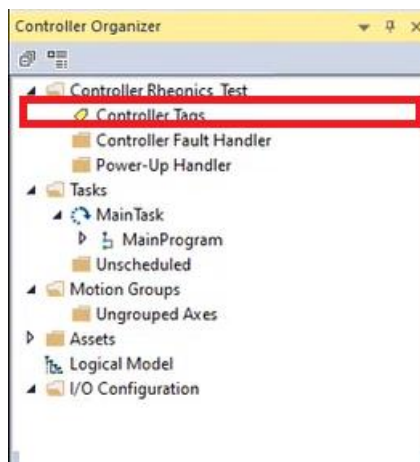 Controller Organizer
Controller Rheonics_Test
Controller Tags
Controller Fault Handler
Power-Up Handler
Tasks
MainTask
MainProgram
Unscheduled
Motion Groups
Ungrouped Axes
Assets
Logical Model
I/O Configuration